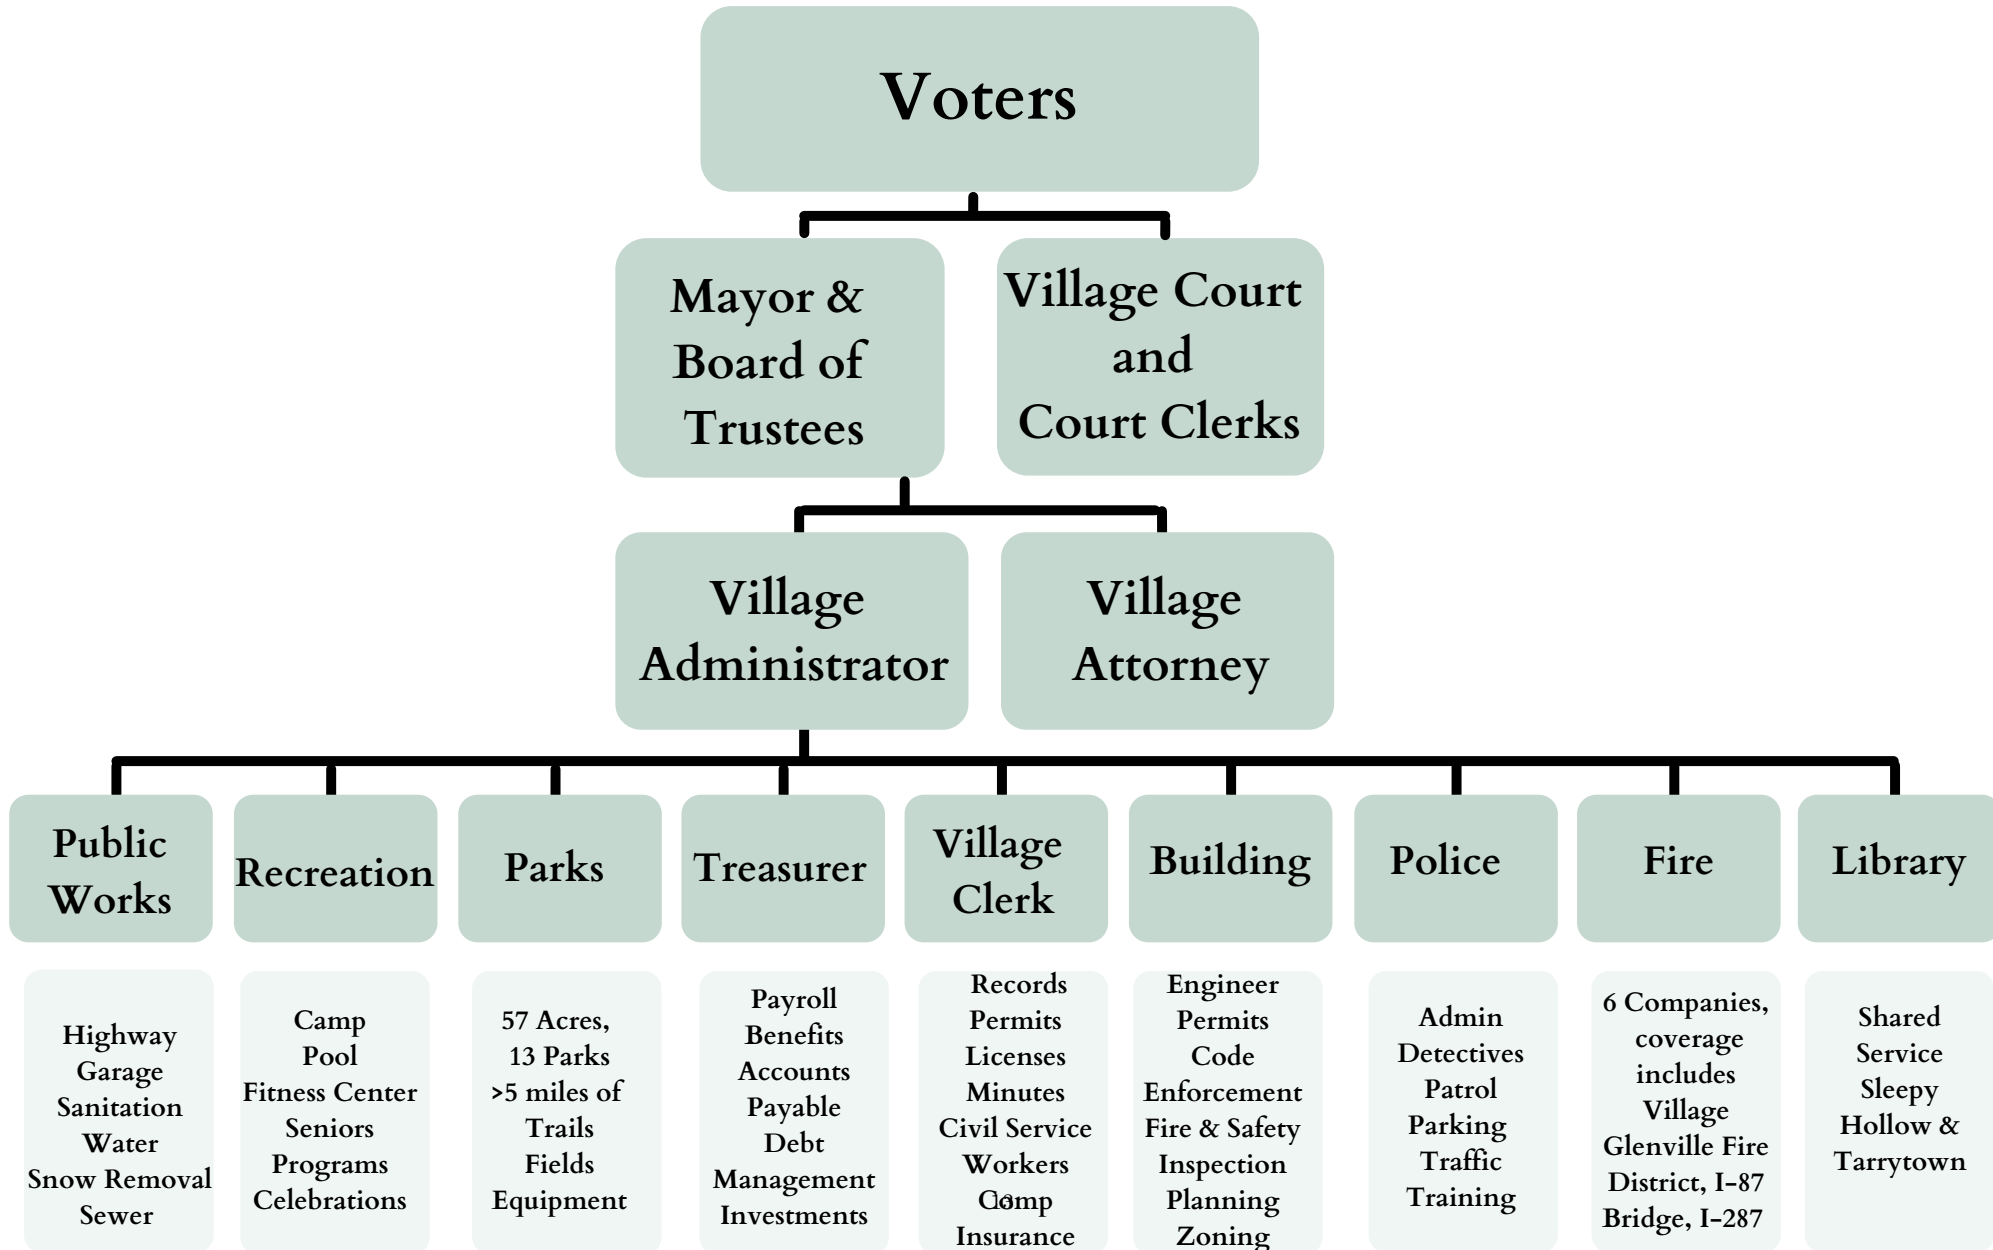 Voters
Mayor &
Board of
Trustees
Village Court
and
Court Clerks
Village
Administrator
Village
Attorney
Public
Works
Recreation
Parks
Treasurer
Village
Clerk
Building
Police
Fire
Library
Highway
Garage
Sanitation
Water
Snow Removal
Sewer
Camp
Pool
Fitness Center
Seniors
Programs
Celebrations
57 Acres,
13 Parks
>5 miles of
Trails
Fields
Equipment
Payroll
Benefits
Accounts
Payable
Debt
Management
Investments
Records
Permits
Licenses
Minutes
Civil Service
Workers
Comp
Insurance
13
Engineer
Permits
Code
Enforcement
Fire & Safety
Inspection
Planning
Zoning
Admin
Detectives
Patrol
Parking
Traffic
Training
6 Companies,
coverage
includes
Village
Glenville Fire
District, I-87
Bridge, I-287
Shared
Service
Sleepy
Hollow &
Tarrytown